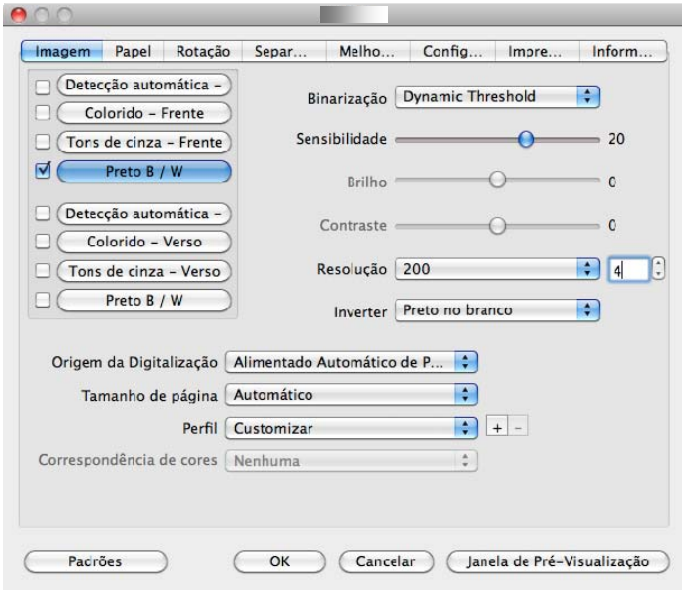 Imagem Papel Rotação Separ... Melho... Config... Impre... Inform...
Detecção automática -
Colorido - Frente
Tons de cinza - Frente
Preto B / W
Detecção automática -
Colorido - Verso
Tons de cinza - Verso
Preto B / W
Binarização Dynamic Threshold
Sensibilidade 20
Brilho 0
Contraste 0
Resolução 200 4
Inverter Preto no branco
Origem da Digitalização Alimentado Automático de P...
Tamanho de página Automático
Perfil Customizar + -
Correspondência de cores Nenhuma
Padrões OK Cancelar Janela de Pré-Visualização